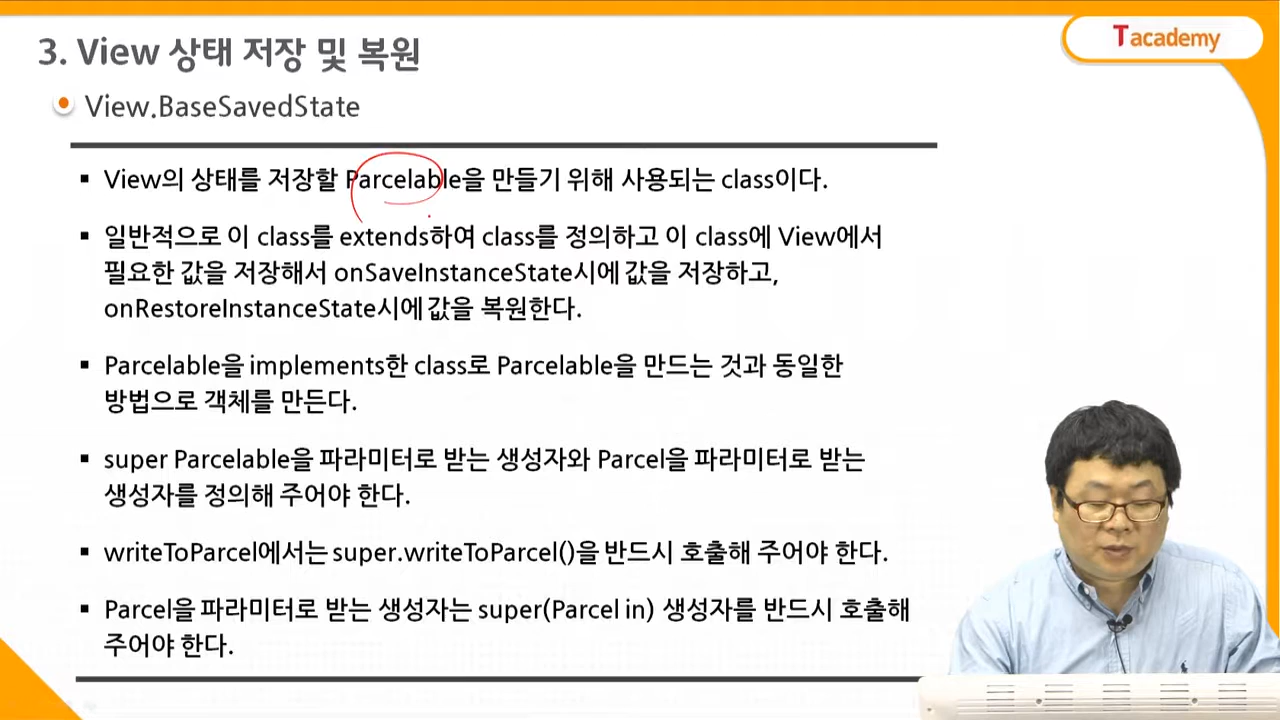 3. View 상태 저장 및 복원
Tacademy
View.BaseSavedState
View의 상태를 저장할 Parcelable을 만들기 위해 사용되는 class이다.
일반적으로 이 class를 extends하여 class를 정의하고 이 class에 View에서
필요한 값을 저장해서 onSaveInstanceState시에 값을 저장하고,
onRestoreInstanceState시에 값을 복원한다.
Parcelable을 implements한 class로 Parcelable을 만드는 것과 동일한
방법으로 객체를 만든다.
super Parcelable을 파라미터로 받는 생성자와 Parcel을 파라미터로 받는
생성자를 정의해 주어야 한다.
writeToParcel에서는 super.writeToParcel()을 반드시 호출해 주어야 한다.
Parcel을 파라미터로 받는 생성자는 super(Parcel in) 생성자를 반드시 호출해
주어야 한다.